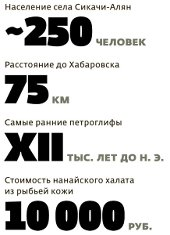 Население села Сикачи-Алян
~250 ЧЕЛОВЕК
Расстояние до Хабаровска
75 КМ
Самые ранние петроглифы
XII ТЫС. ЛЕТ ДО Н. Э.
Стоимость нанайского халата
из рыбьей кожи
10 000 РУБ.